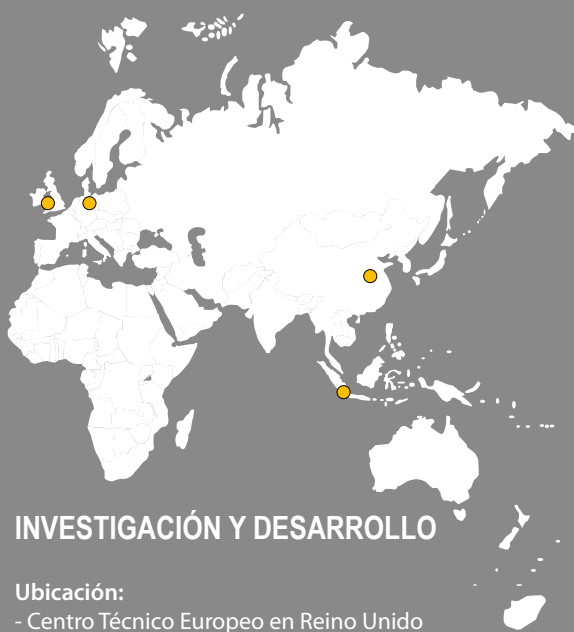 INVESTIGACIÓN Y DESARROLLO
Ubicación:
- Centro Técnico Europeo en Reino Unido